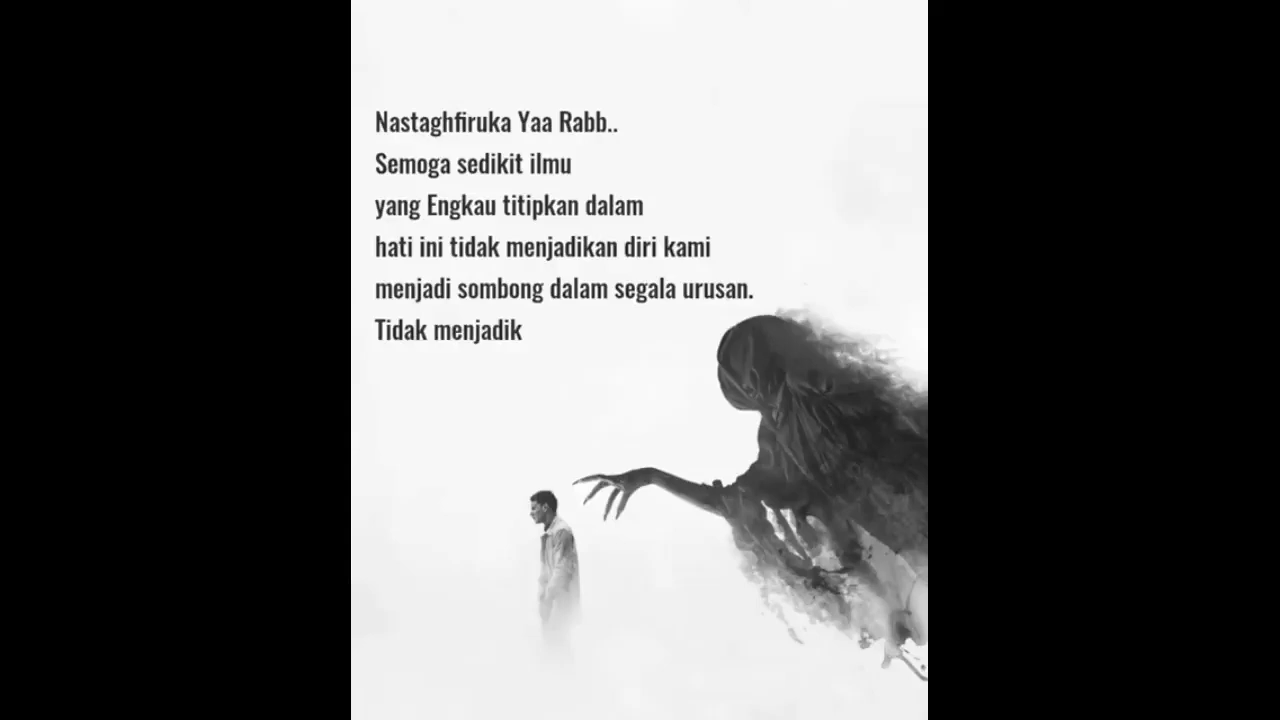 Nastaghfiruka Yaa Rabb..
Semoga sedikit ilmu
yang Engkau titipkan dalam
hati ini tidak menjadikan diri kami
menjadi sombong dalam segala urusan.
Tidak menjadik